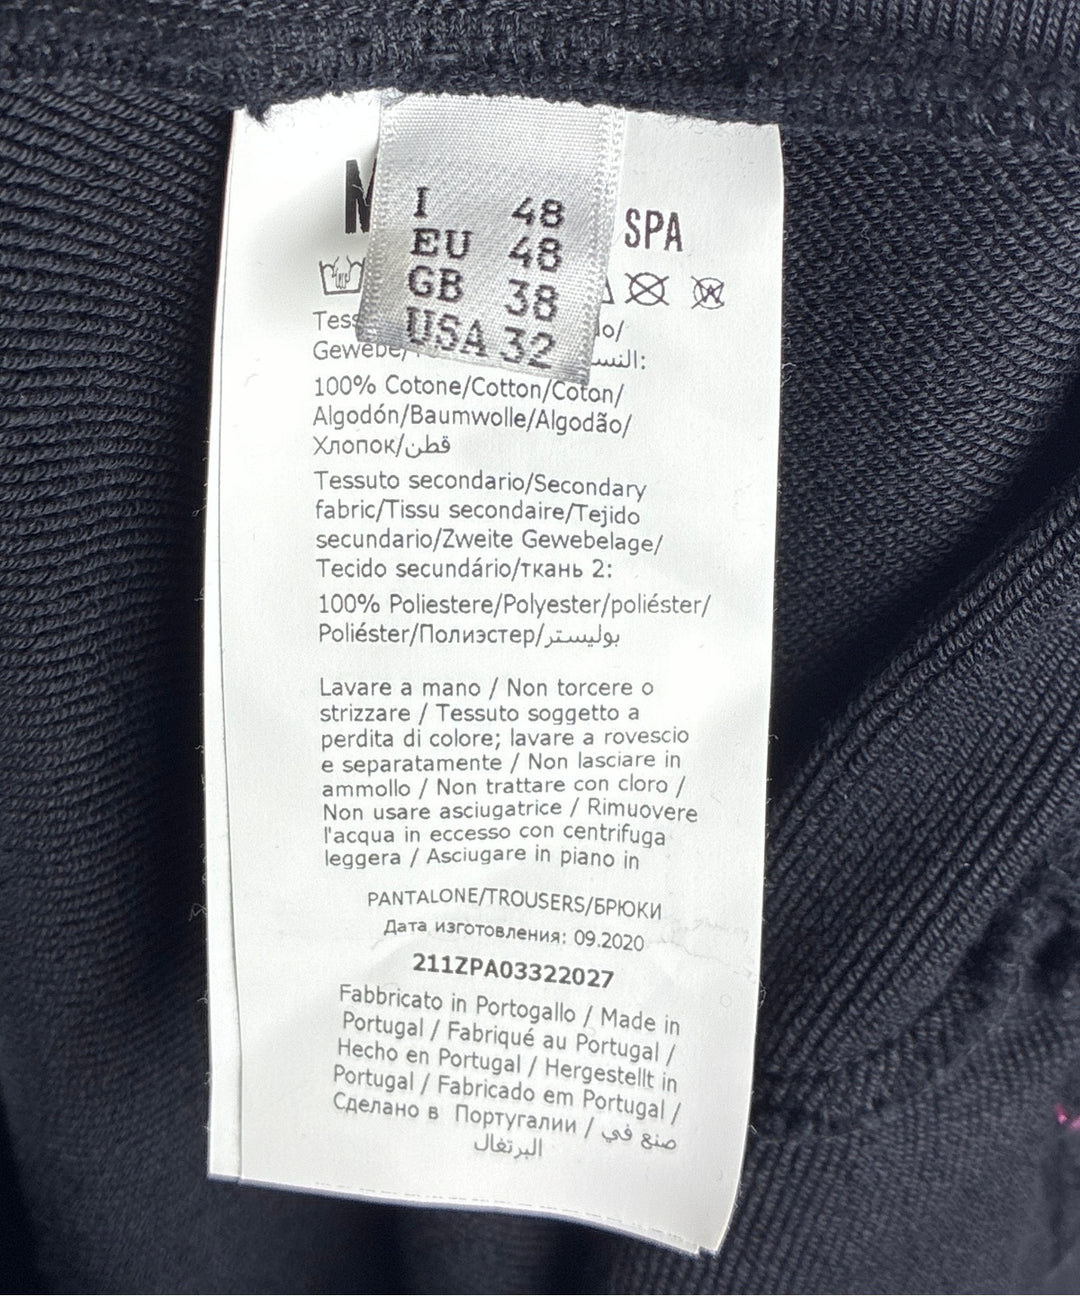 I 48
EU 48
GB 38
USA 32
SPA
Gewebe/
النس:
100% Cotone/Cotton/Coton/
Algodón/Baumwolle/Algodão/
Хлопок/قطن
Tessuto secondario/Secondary
fabric/Tissu secondaire/Tejido
secundario/Zweite Gewebelage/
Tecido secundário/ткань 2:
100% Poliestere/Polyester/poliéster/
Poliéster/Полиэстер/بوليستر
Lavare a mano / Non torcere o
strizzare / Tessuto soggetto a
perdita di colore; lavare a rovescio
e separatamente / Non lasciare in
ammollo / Non trattare con cloro /
Non usare asciugatrice / Rimuovere
l'acqua in eccesso con centrifuga
leggera / Asciugare in piano in
PANTALONE/TROUSERS/БРЮКИ
Дата изготовления: 09.2020
211ZPA03322027
Fabbricato in Portogallo / Made in
Portugal / Fabriqué au Portugal /
Hecho en Portugal / Hergestellt in
Portugal / Fabricado em Portugal /
Сделано в Португалии / صنع في
البرتغال